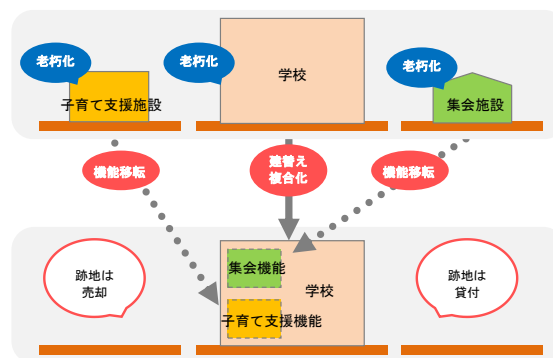 老朽化
老朽化
老朽化
学校
子育て支援施設
集会施設
機能移転
建替え
複合化
機能移転
跡地は
売却
集会機能
学校
子育て支援機能
跡地は
貸付